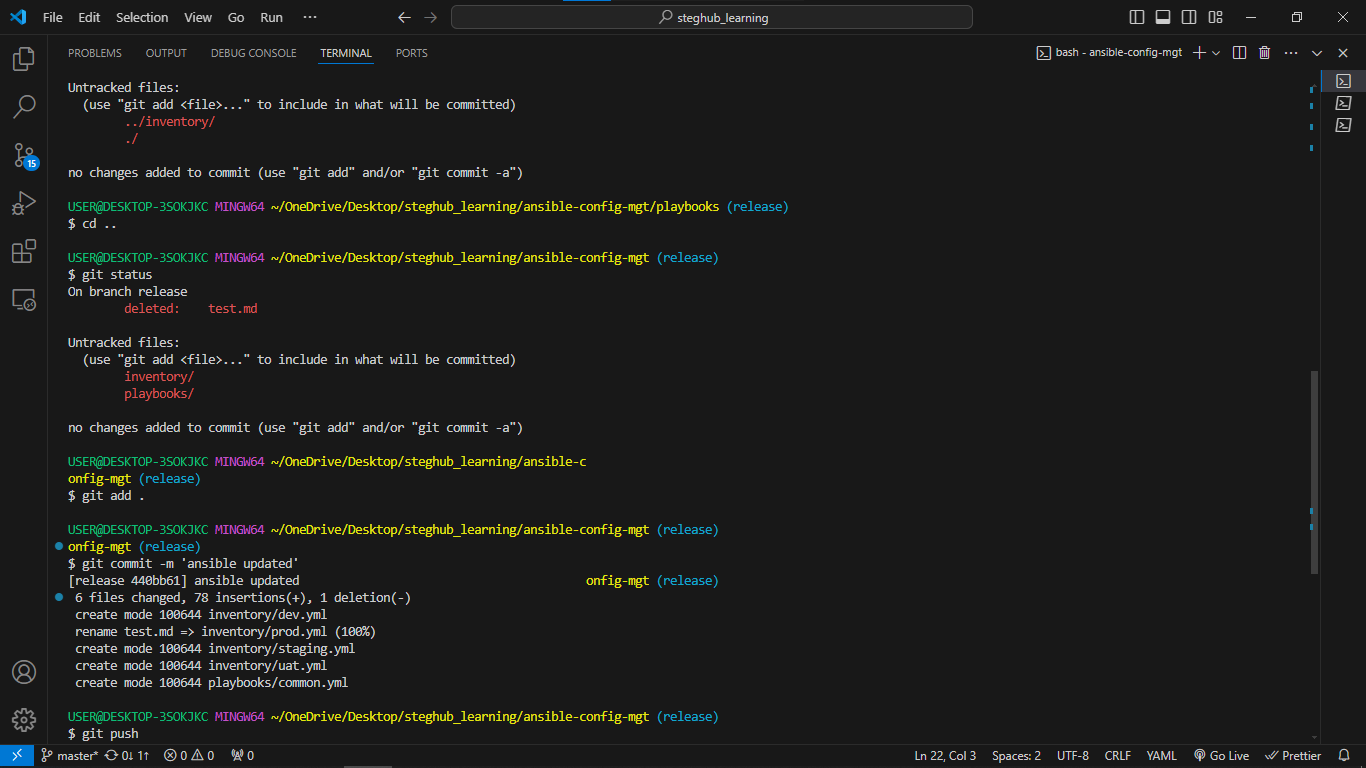 File Edit Selection View Go Run ··· steghub_learning
PROBLEMS OUTPUT DEBUG CONSOLE TERMINAL PORTS bash - ansible-config-mgt
Untracked files:
(use "git add <file>..." to include in what will be committed)
../inventory/
./
15
no changes added to commit (use "git add" and/or "git commit -a")
USER@DESKTOP-3SOKJKC MINGW64 ~/OneDrive/Desktop/steghub_learning/ansible-config-mgt/playbooks (release)
$ cd ..
USER@DESKTOP-3SOKJKC MINGW64 ~/OneDrive/Desktop/steghub_learning/ansible-config-mgt (release)
$ git status
On branch release
deleted: test.md
Untracked files:
(use "git add <file>..." to include in what will be committed)
inventory/
playbooks/
no changes added to commit (use "git add" and/or "git commit -a")
USER@DESKTOP-3SOKJKC MINGW64 ~/OneDrive/Desktop/steghub_learning/ansible-c
onfig-mgt (release)
$ git add .
USER@DESKTOP-3SOKJKC MINGW64 ~/OneDrive/Desktop/steghub_learning/ansible-config-mgt (release)
onfig-mgt (release)
$ git commit -m 'ansible updated'
[release 440bb61] ansible updated onfig-mgt (release)
6 files changed, 78 insertions(+), 1 deletion(-)
create mode 100644 inventory/dev.yml
rename test.md => inventory/prod.yml (100%)
create mode 100644 inventory/staging.yml
create mode 100644 inventory/uat.yml
create mode 100644 playbooks/common.yml
USER@DESKTOP-3SOKJKC MINGW64 ~/OneDrive/Desktop/steghub_learning/ansible-config-mgt (release)
$ git push
master* 0↓ 1↑ 0 0 0 Ln 22, Col 3 Spaces: 2 UTF-8 CRLF YAML Go Live Prettier